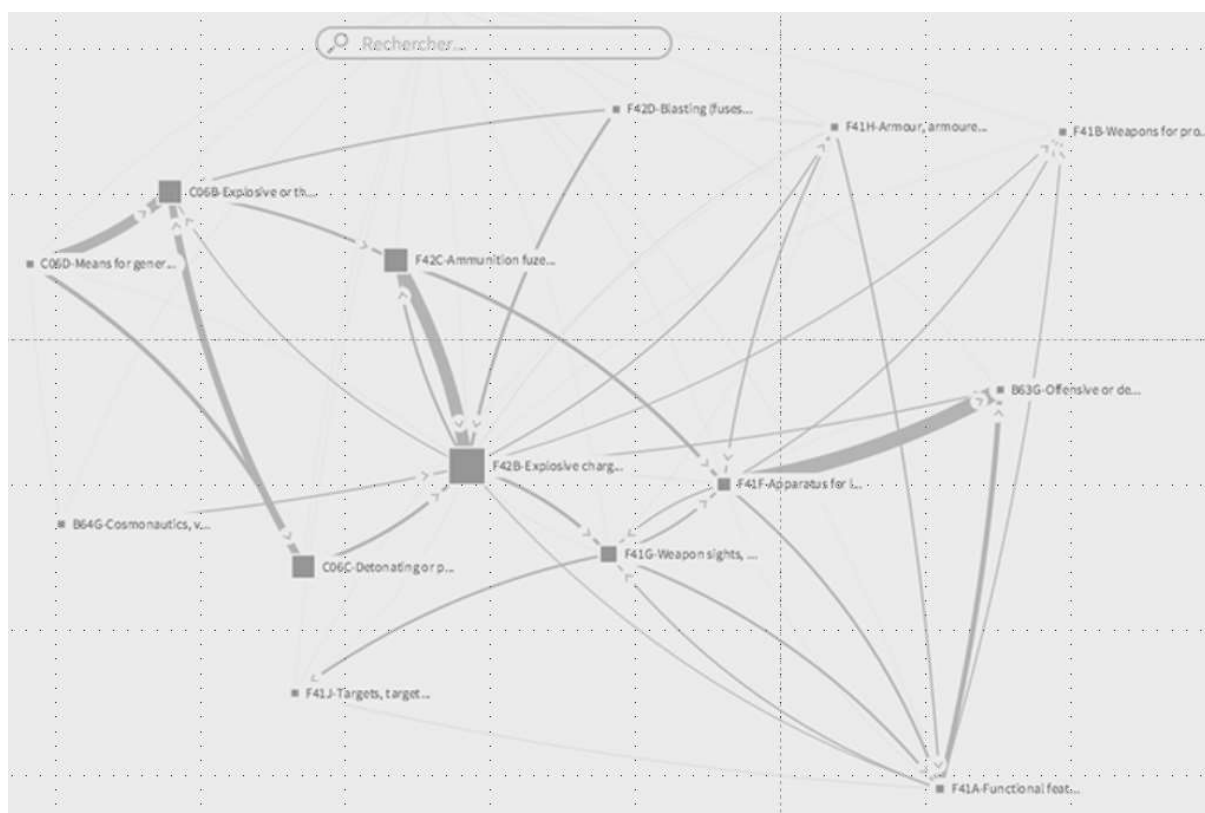 Rechercher...
F42D-Blasting (fuses...
F41H-Armour, armoure...
F41B-Weapons for pro...
C06B-Explosive or th...
C06D-Means for gener...
F42C-Ammunition fuze...
B63G-Offensive or de...
F42B-Explosive charg...
F41F-Apparatus for l...
B64G-Cosmonautics, v...
F41G-Weapon sights, ...
C06C-Detonating or p...
F41J-Targets, target...
F41A-Functional feat...